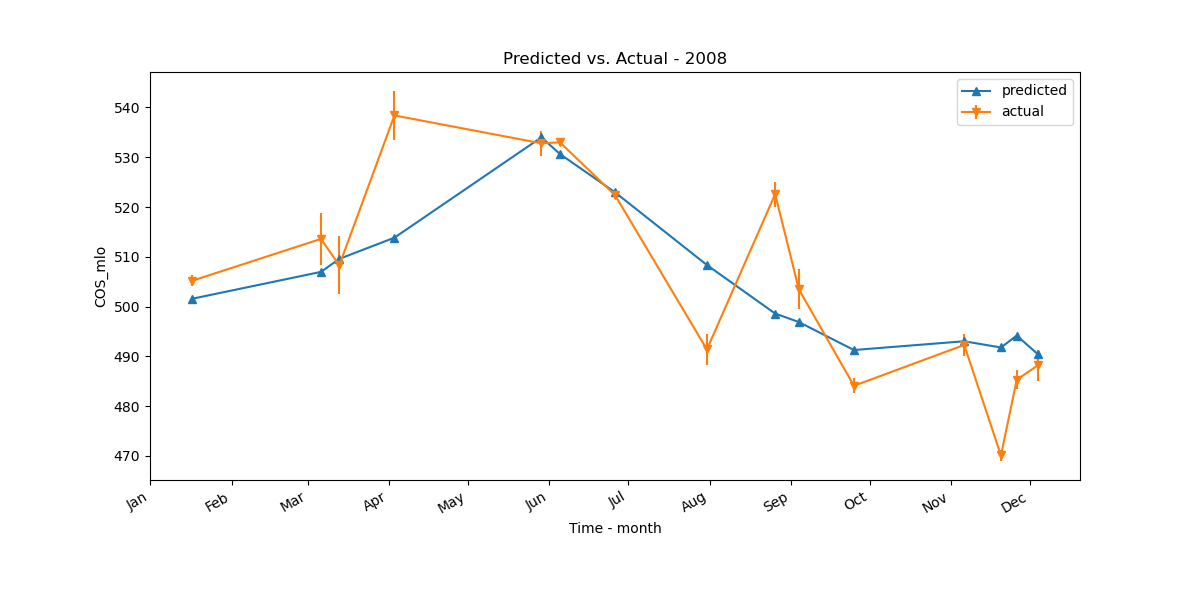 Predicted vs. Actual - 2008
predicted
actual
540
530
520
510
500
490
480
470
COS_mlo
Jan
Feb
Mar
Apr
May
Jun
Jul
Aug
Sep
Oct
Nov
Dec
Time - month